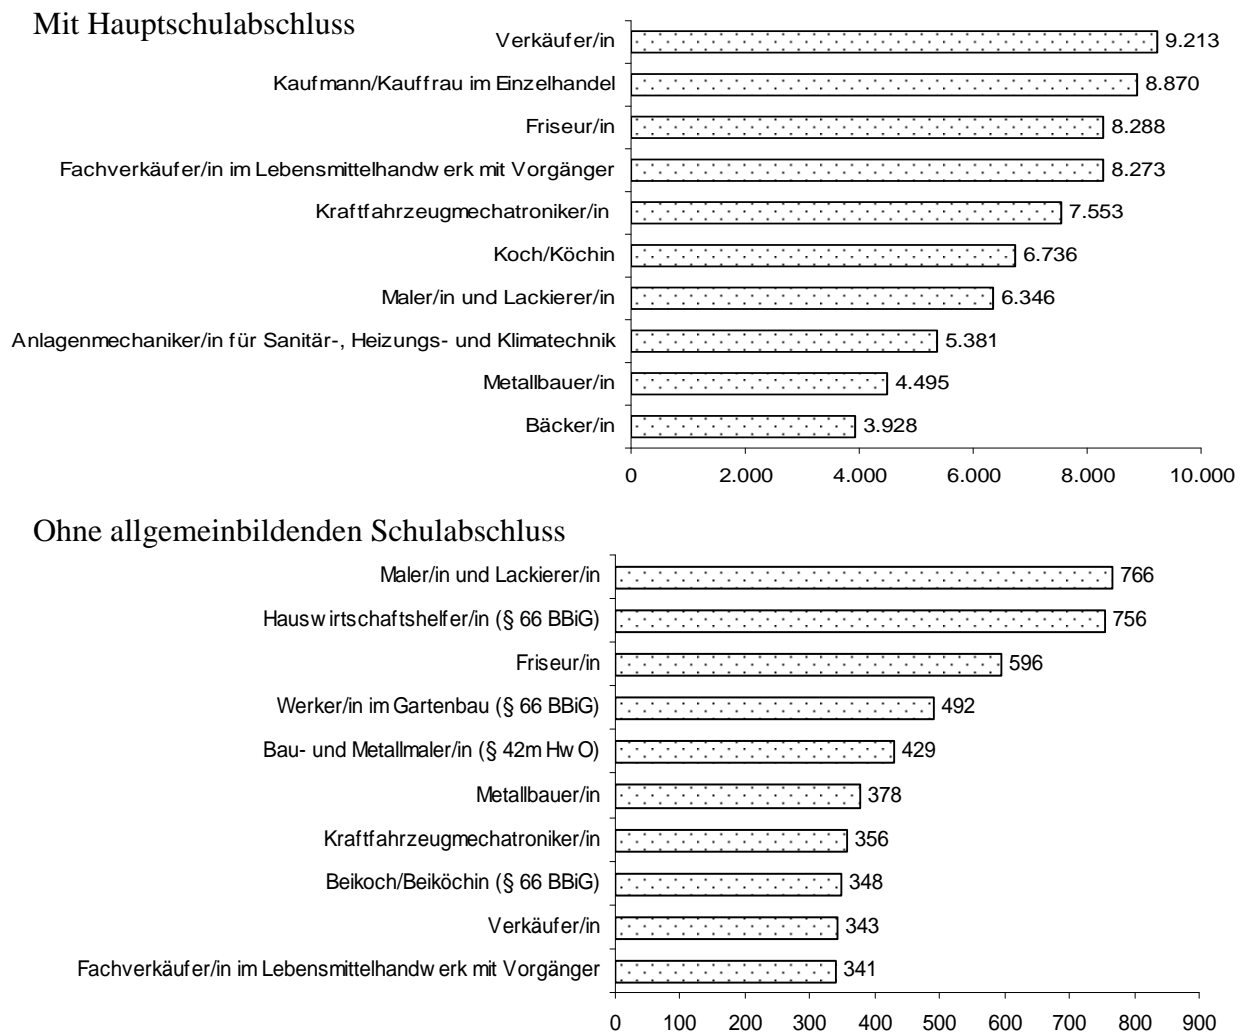 Mit Hauptschulabschluss
Verkäufer/in 9.213
Kaufmann/Kauffrau im Einzelhandel 8.870
Friseur/in 8.288
Fachverkäufer/in im Lebensmittelhandwerk mit Vorgänger 8.273
Kraftfahrzeugmechatroniker/in 7.553
Koch/Köchin 6.736
Maler/in und Lackierer/in 6.346
Anlagenmechaniker/in für Sanitär-, Heizungs- und Klimatechnik 5.381
Metallbauer/in 4.495
Bäcker/in 3.928
0 2.000 4.000 6.000 8.000 10.000
Ohne allgemeinbildenden Schulabschluss
Maler/in und Lackierer/in 766
Hauswirtschaftshelfer/in (§ 66 BBiG) 756
Friseur/in 596
Werker/in im Gartenbau (§ 66 BBiG) 492
Bau- und Metallmaler/in (§ 42m HwO) 429
Metallbauer/in 378
Kraftfahrzeugmechatroniker/in 356
Beikoch/Beiköchin (§ 66 BBiG) 348
Verkäufer/in 343
Fachverkäufer/in im Lebensmittelhandwerk mit Vorgänger 341
0 100 200 300 400 500 600 700 800 900